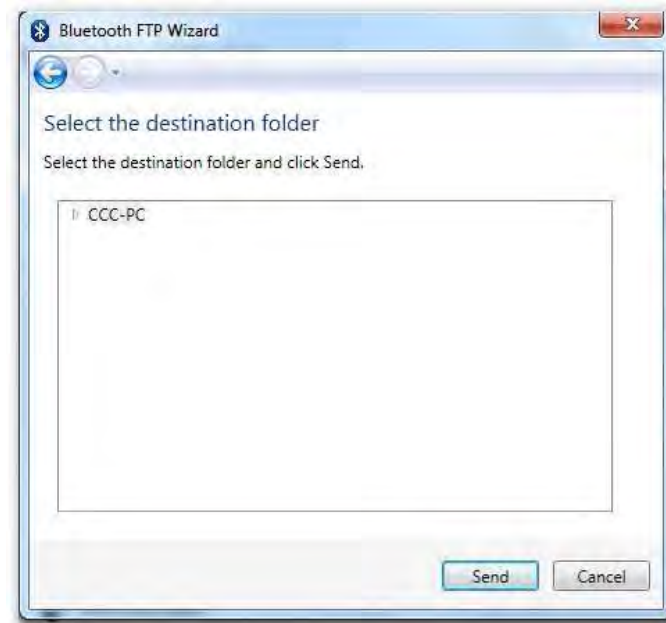 Bluetooth FTP Wizard
Select the destination folder
Select the destination folder and click Send.
CCC-PC
Send
Cancel